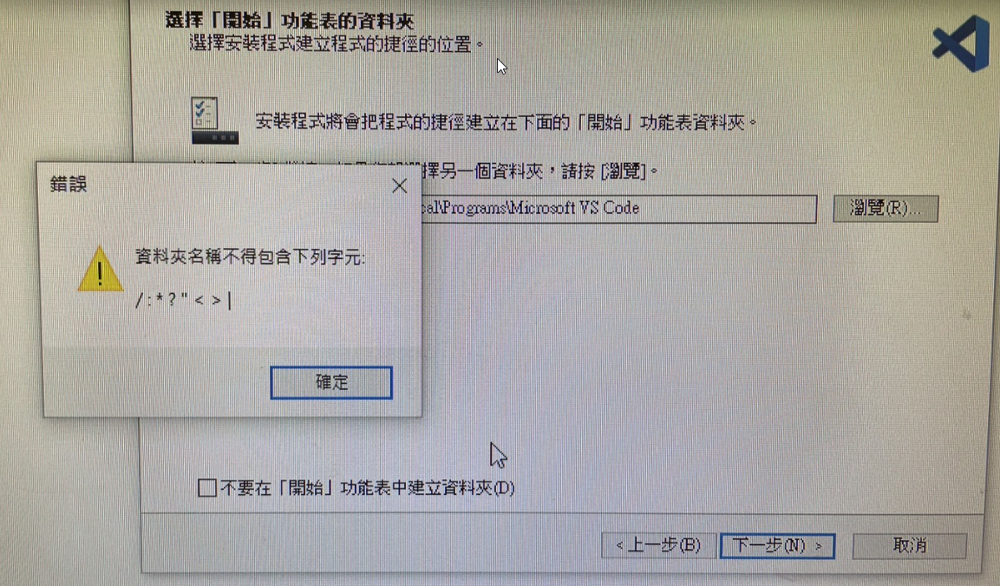 選擇「開始」功能表的資料夾
選擇安裝程式建立程式的捷徑的位置。
安裝程式將會把程式的捷徑建立在下面的「開始」功能表資料夾。
擇另一個資料夾，請按 [瀏覽]。
cal\Programs\Microsoft VS Code
瀏覽(R)...
錯誤
資料夾名稱不得包含下列字元:
/ : * ? " < > |
確定
不要在「開始」功能表中建立資料夾(D)
< 上一步(B)
下一步(N) >
取消